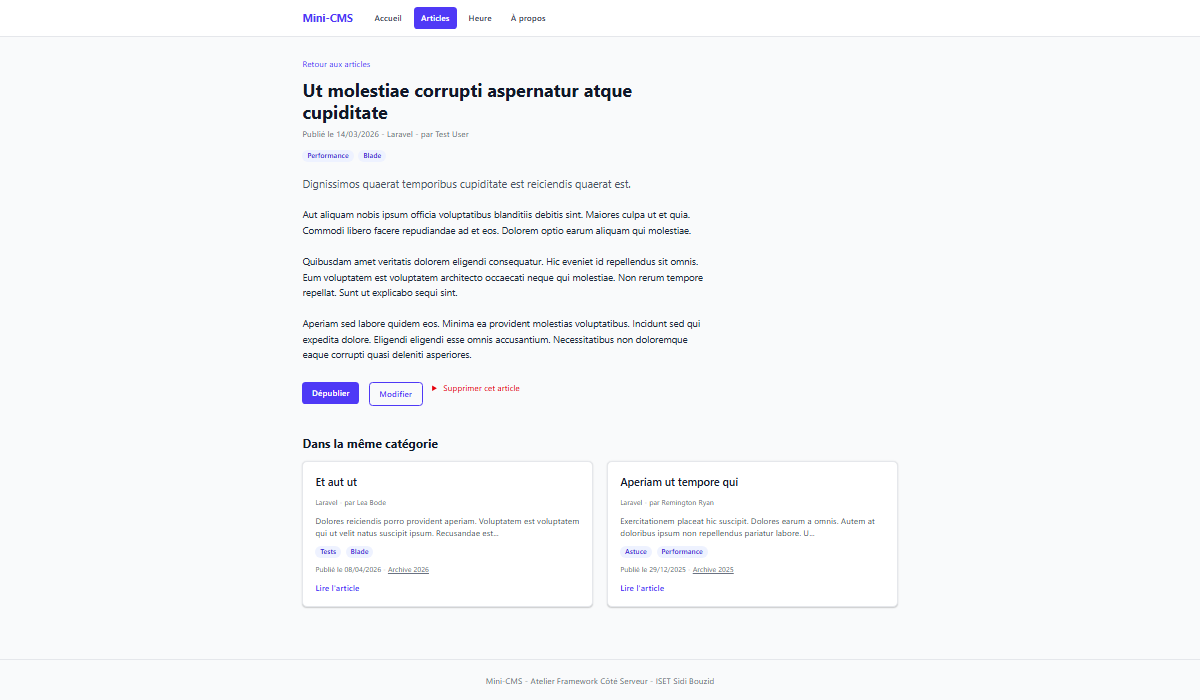 Mini-CMS Accueil Articles Heure À propos
Retour aux articles
Ut molestiae corrupti aspernatur atque
cupiditate
Publié le 14/03/2026 · Laravel · par Test User
Performance Blade
Dignissimos quaerat temporibus cupiditate est reiciendis quaerat est.
Aut aliquam nobis ipsum officia voluptatibus blanditiis debitis sint. Maiores culpa ut et quia.
Commodi libero facere repudiandae ad et eos. Dolorem optio earum aliquam qui molestiae.
Quibusdam amet veritatis dolorem eligendi consequatur. Hic eveniet id repellendus sit omnis.
Eum voluptatem est voluptatem architecto occaecati neque qui molestiae. Non rerum tempore
repellat. Sunt ut explicabo sequi sint.
Aperiam sed labore quidem eos. Minima ea provident molestias voluptatibus. Incidunt sed qui
expedita dolore. Eligendi eligendi esse omnis accusantium. Necessitatibus non doloremque
eaque corrupti quasi deleniti asperiores.
Dépublier Modifier Supprimer cet article
Dans la même catégorie
Et aut ut
Laravel · par Lea Bode
Dolores reiciendis porro provident aperiam. Voluptatem est voluptatem
qui ut velit natus suscipit ipsum. Recusandae est...
Tests Blade
Publié le 08/04/2026 · Archive 2026
Lire l'article
Aperiam ut tempore qui
Laravel · par Remington Ryan
Exercitationem placeat hic suscipit. Dolores earum a omnis. Autem at
doloribus ipsum non repellendus pariatur labore. U...
Astuce Performance
Publié le 29/12/2025 · Archive 2025
Lire l'article
Mini-CMS - Atelier Framework Côté Serveur - ISET Sidi Bouzid